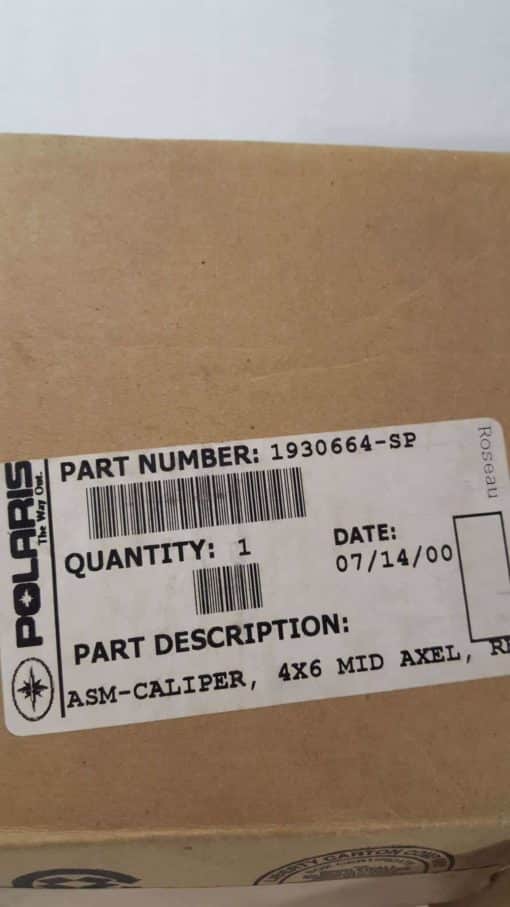 POLARIS
The Way Out.
PART NUMBER: 1930664-SP
Roseau
QUANTITY: 1
DATE:
07/14/00
PART DESCRIPTION:
ASM-CALIPER, 4X6 MID AXEL,
CARTON